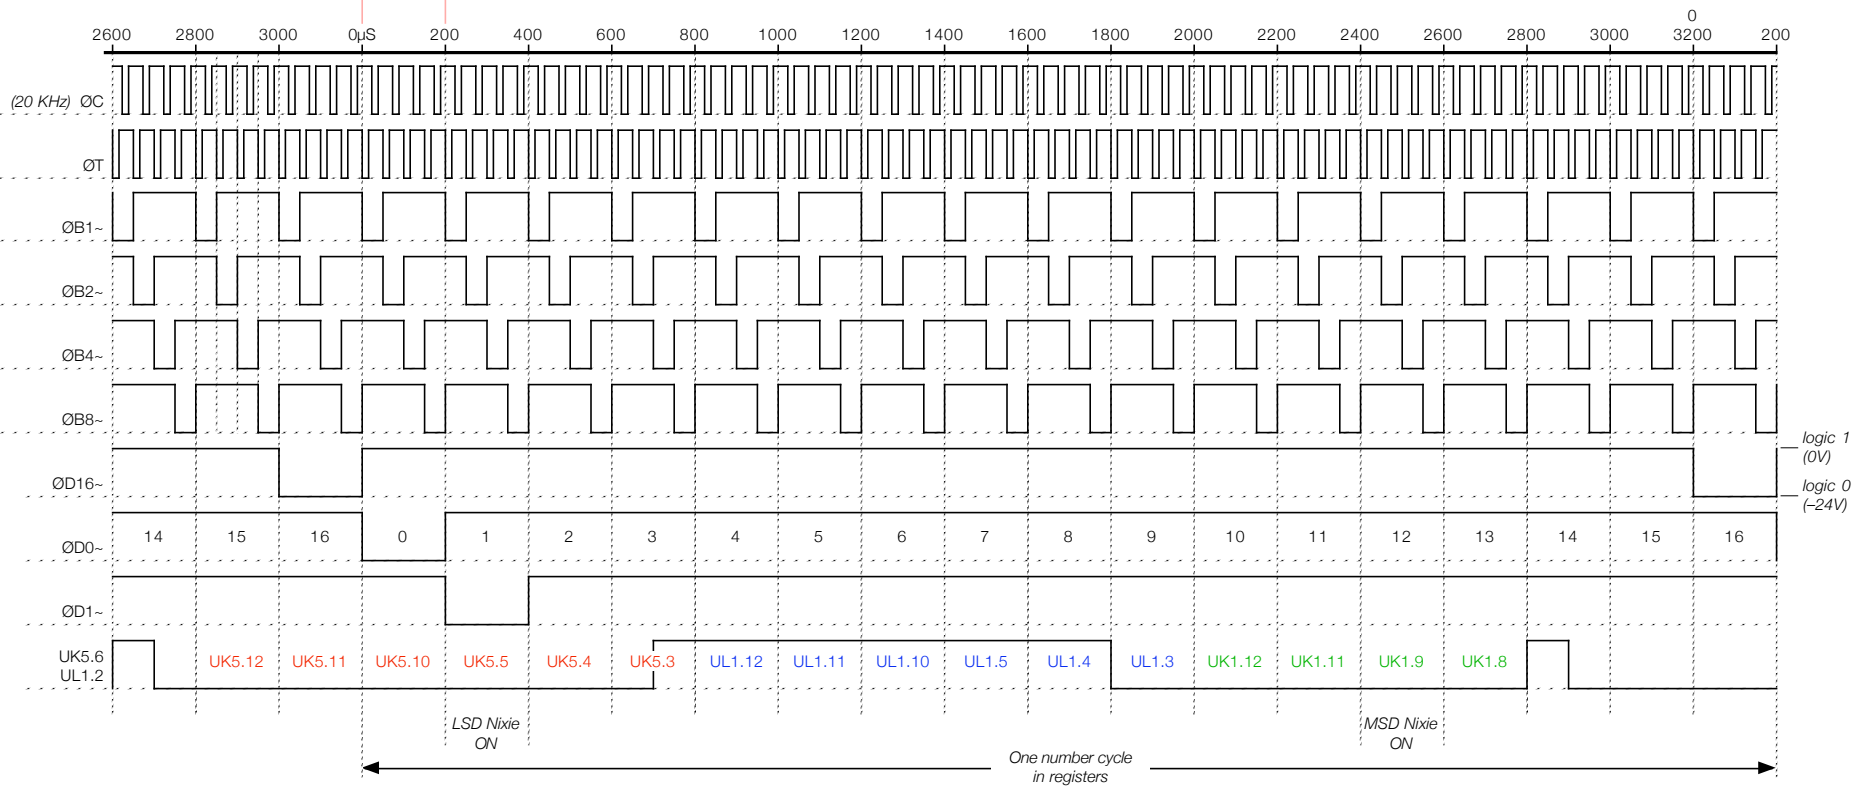 0
2600 2800 3000 0µS 200 400 600 800 1000 1200 1400 1600 1800 2000 2200 2400 2600 2800 3000 3200 200
(20 KHz) ØC
ØT
ØB1~
ØB2~
ØB4~
ØB8~
logic 1
(0V)
ØD16~
logic 0
(–24V)
14 15 16 0 1 2 3 4 5 6 7 8 9 10 11 12 13 14 15 16
ØD0~
ØD1~
UK5.6
UL1.2
UK5.12 UK5.11 UK5.10 UK5.5 UK5.4 UK5.3 UL1.12 UL1.11 UL1.10 UL1.5 UL1.4 UL1.3 UK1.12 UK1.11 UK1.9 UK1.8
LSD Nixie
ON
MSD Nixie
ON
One number cycle
in registers